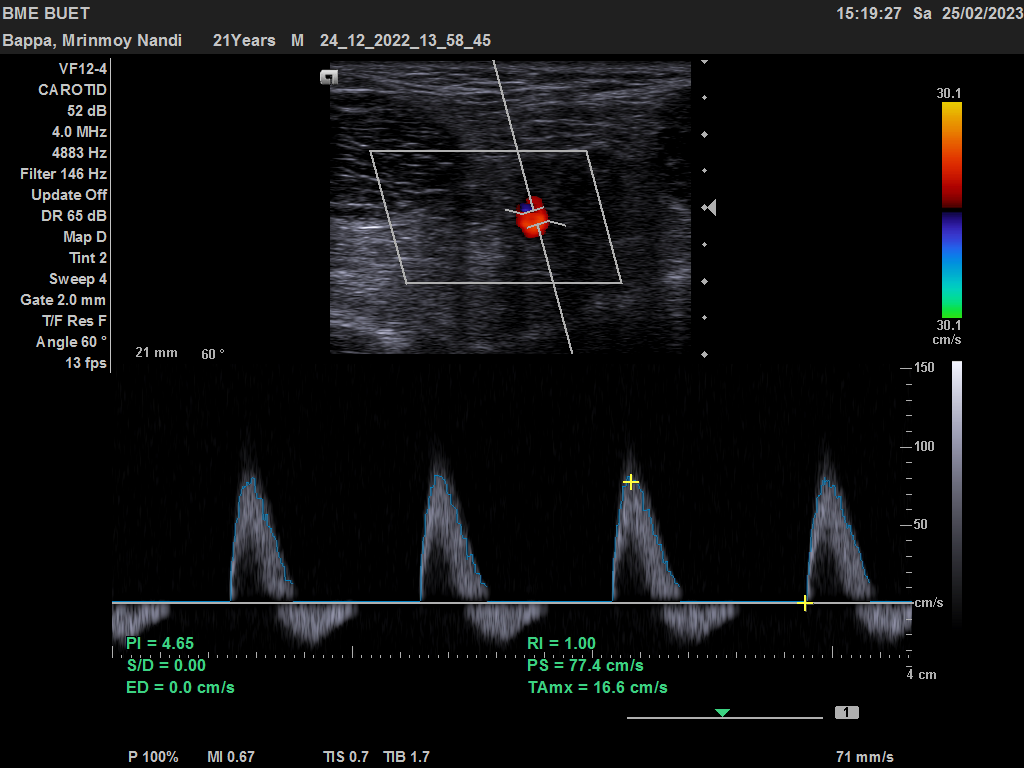 BME BUET 15:19:27 Sa 25/02/2023
Bappa, Mrinmoy Nandi 21Years M 24_12_2022_13_58_45
VF12-4
CAROTID
52 dB
4.0 MHz
4883 Hz
Filter 146 Hz
Update Off
DR 65 dB
Map D
Tint 2
Sweep 4
Gate 2.0 mm
T/F Res F
Angle 60 °
13 fps
21 mm 60 °
30.1
30.1
cm/s
150
100
50
cm/s
4 cm
PI = 4.65
S/D = 0.00
ED = 0.0 cm/s
RI = 1.00
PS = 77.4 cm/s
TAmx = 16.6 cm/s
1
P 100% MI 0.67 TIS 0.7 TIB 1.7 71 mm/s